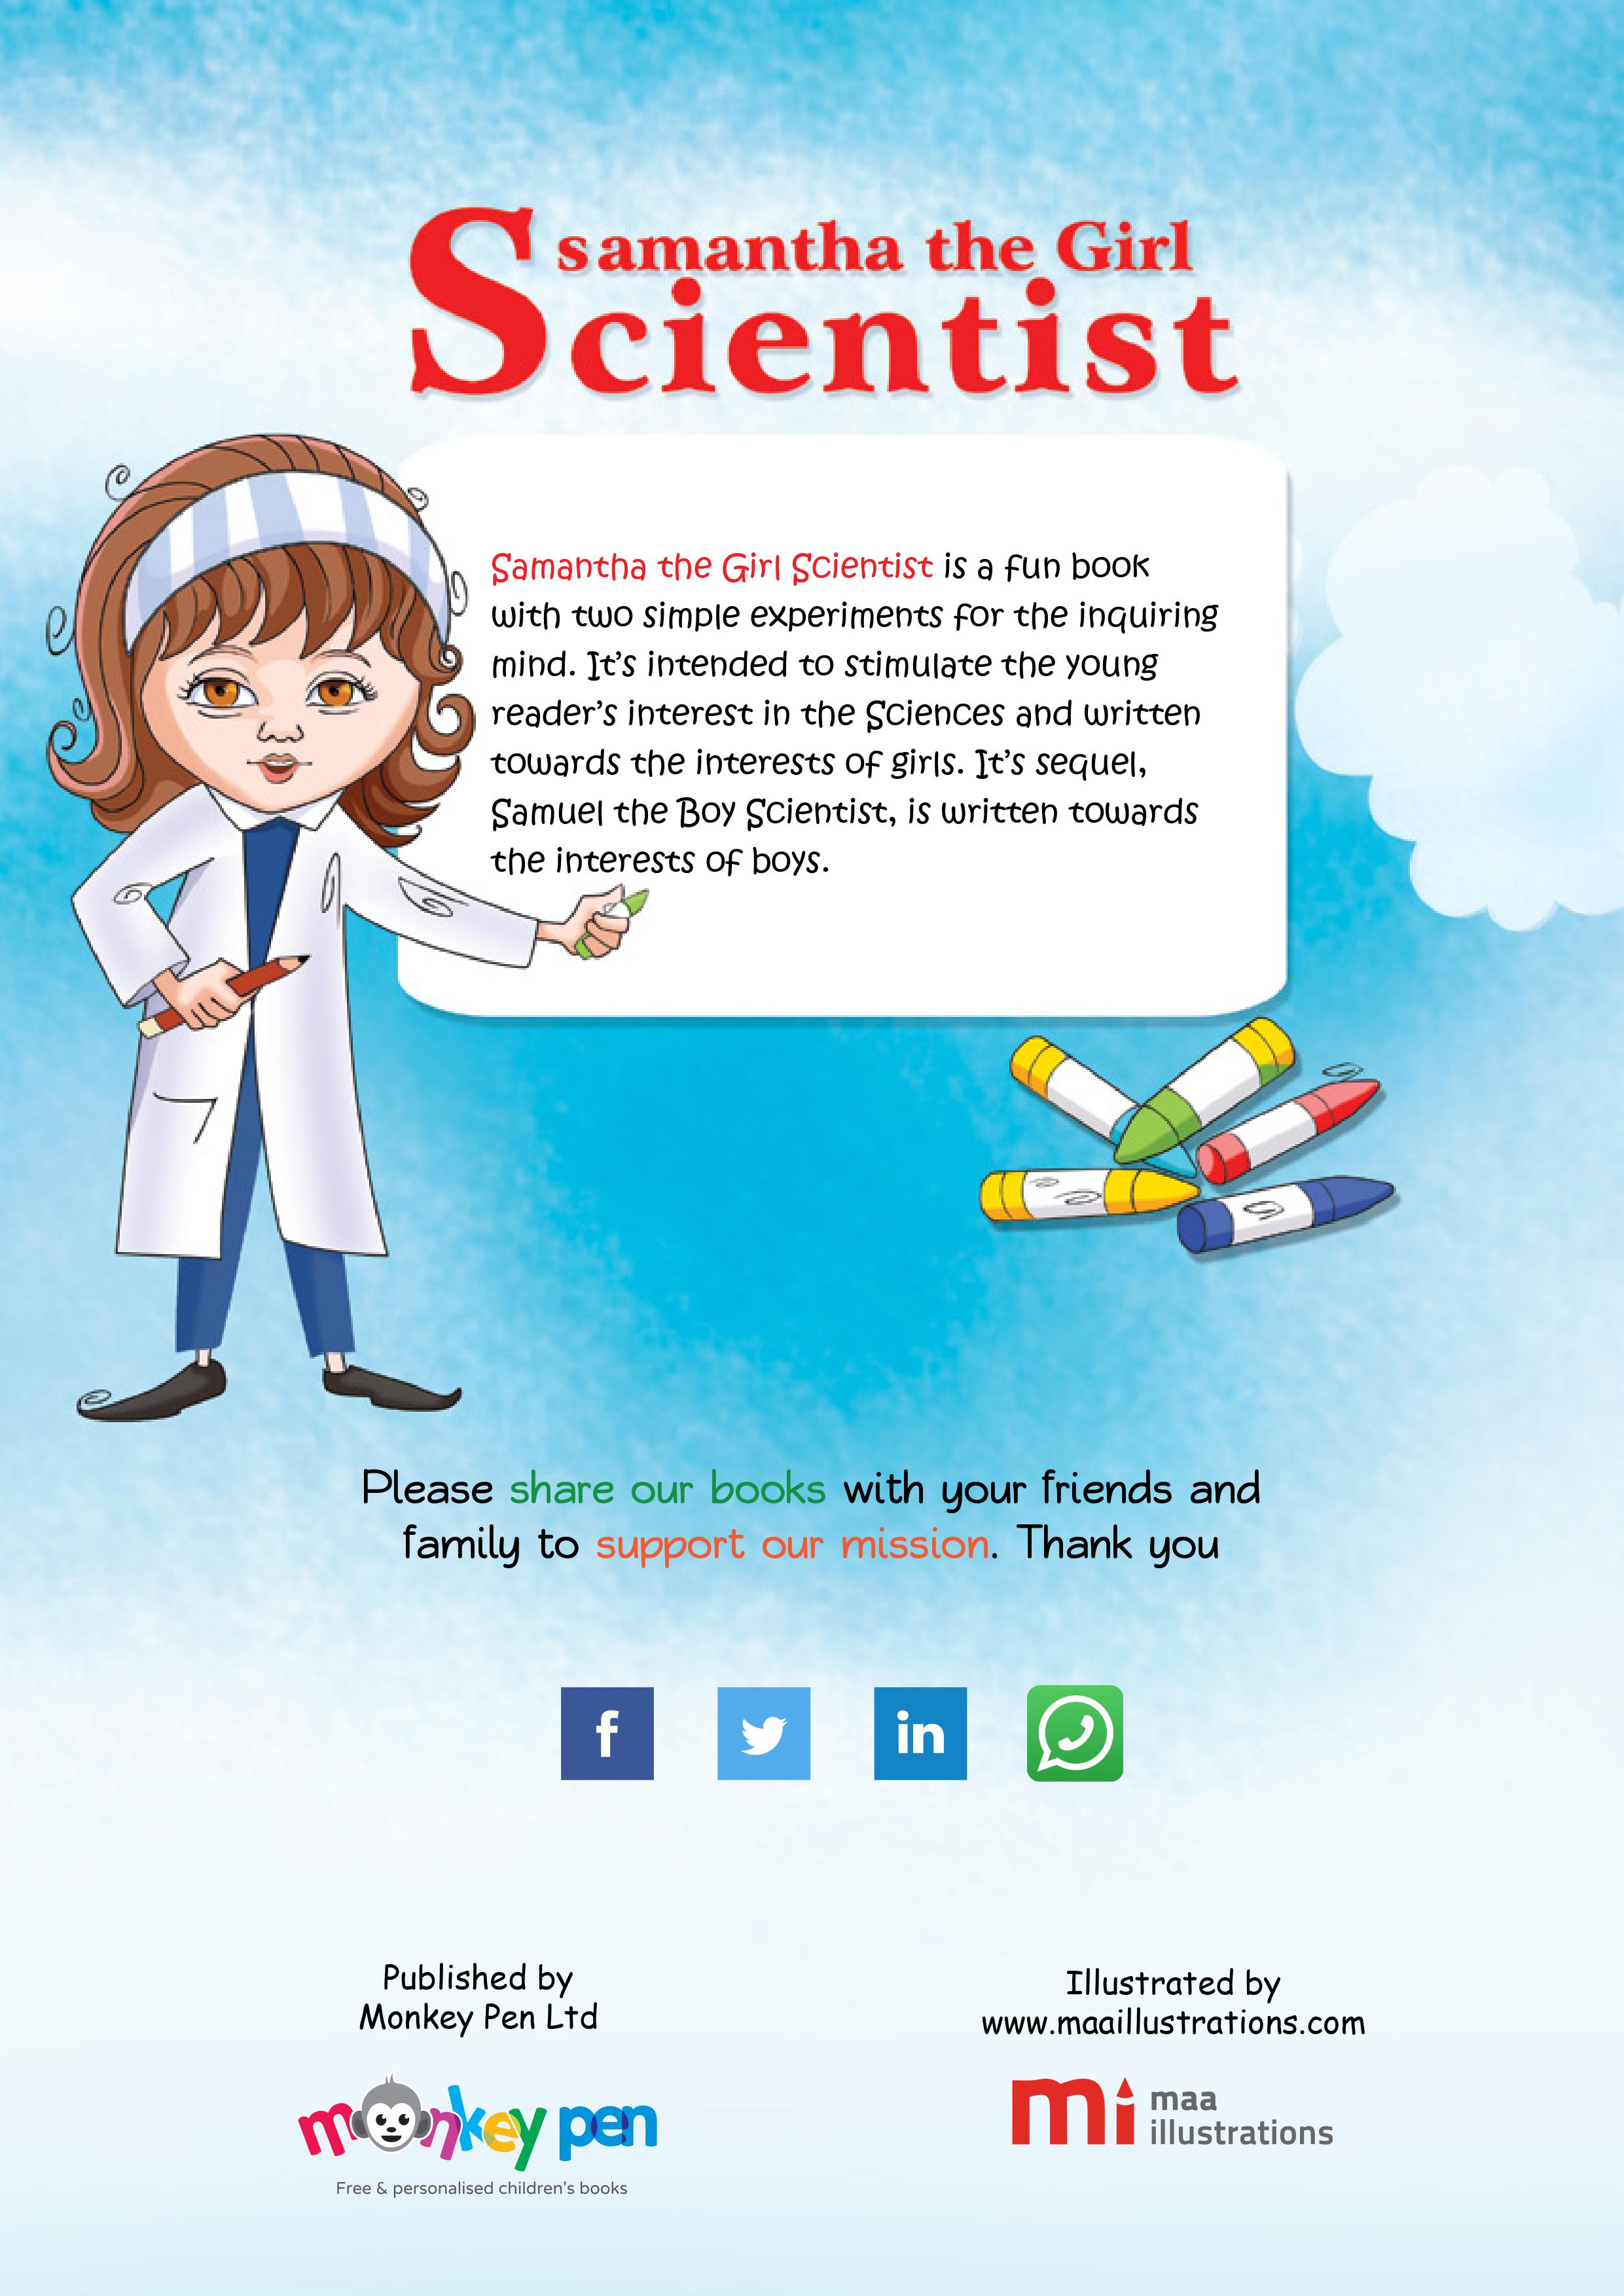 samantha the Girl
Scientist
Samantha the Girl Scientist is a fun book
with two simple experiments for the inquiring
mind. It's intended to stimulate the young
reader's interest in the Sciences and written
towards the interests of girls. It's sequel,
Samuel the Boy Scientist, is written towards
the interests of boys.
Please share our books with your friends and
family to support our mission. Thank you
f
in
Published by
Monkey Pen Ltd
monkey pen
Free & personalised children's books
Illustrated by
www.maaillustrations.com
mi
maa
illustrations